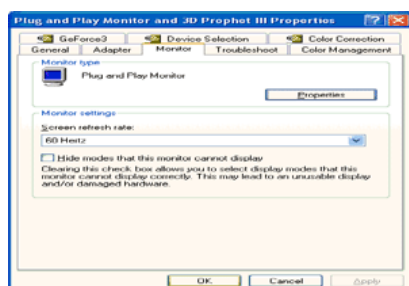 Plug and Play Monitor and 3D Prophet III Properties
GeForce3 Device Selection Color Correction
General Adapter Monitor Troubleshoot Color Management
Monitor type
Plug and Play Monitor
Properties
Monitor settings
Screen refresh rate:
60 Hertz
Hide modes that this monitor cannot display
Clearing this check box allows you to select display modes that this
monitor cannot display correctly. This may lead to an unusable display
and/or damaged hardware.
OK Cancel Apply